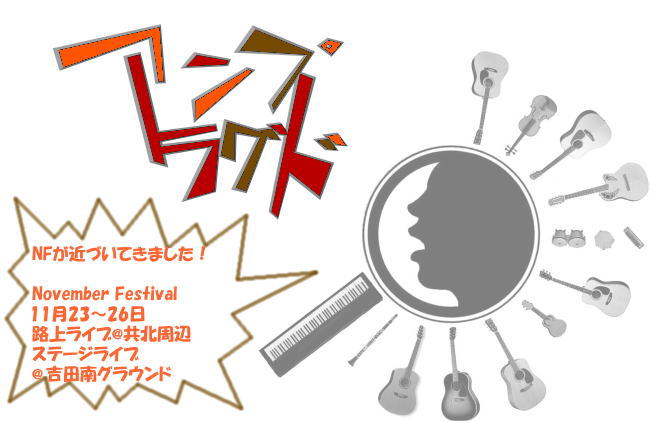 アンプ
ラグド
NFが近づいてきました！
November Festival
11月23～26日
路上ライブ@共北周辺
ステージライブ
@吉田南グラウンド